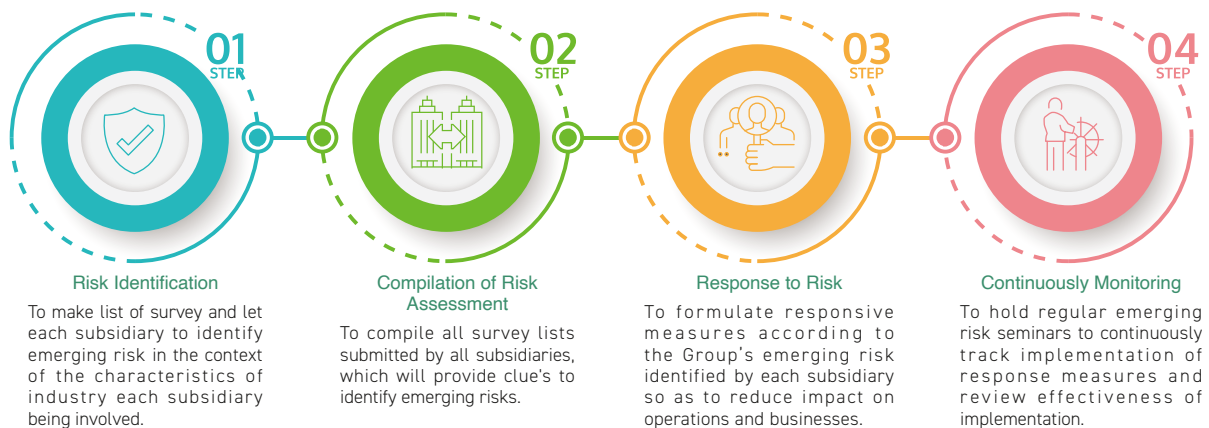 01
STEP
Risk Identification
To make list of survey and let
each subsidiary to identify
emerging risk in the context
of the characteristics of
industry each subsidiary
being involved.
02
STEP
Compilation of Risk
Assessment
To compile all survey lists
submitted by all subsidiaries,
which will provide clue's to
identify emerging risks.
03
STEP
Response to Risk
To formulate responsive
measures according to
the Group's emerging risk
identified by each subsidiary
so as to reduce impact on
operations and businesses.
04
STEP
Continuously Monitoring
To hold regular emerging
risk seminars to continuously
track implementation of
response measures and
review effectiveness of
implementation.